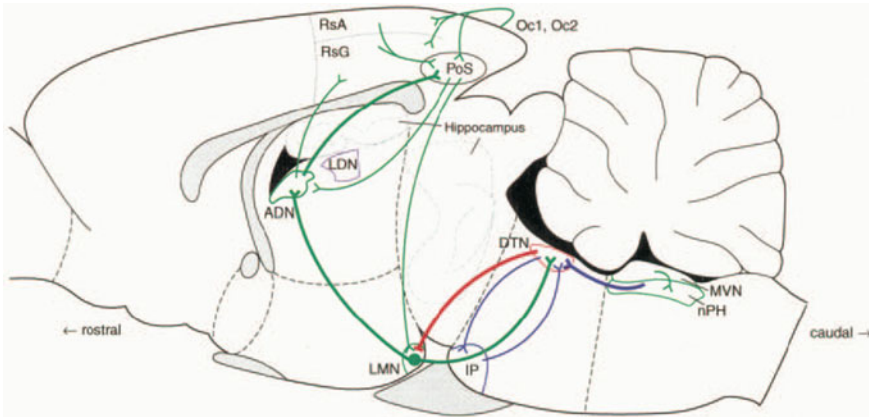 RsA
Oc1, Oc2
RsG
PoS
Hippocampus
LDN
ADN
DTN
MVN
nPH
← rostral
caudal →
LMN
IP